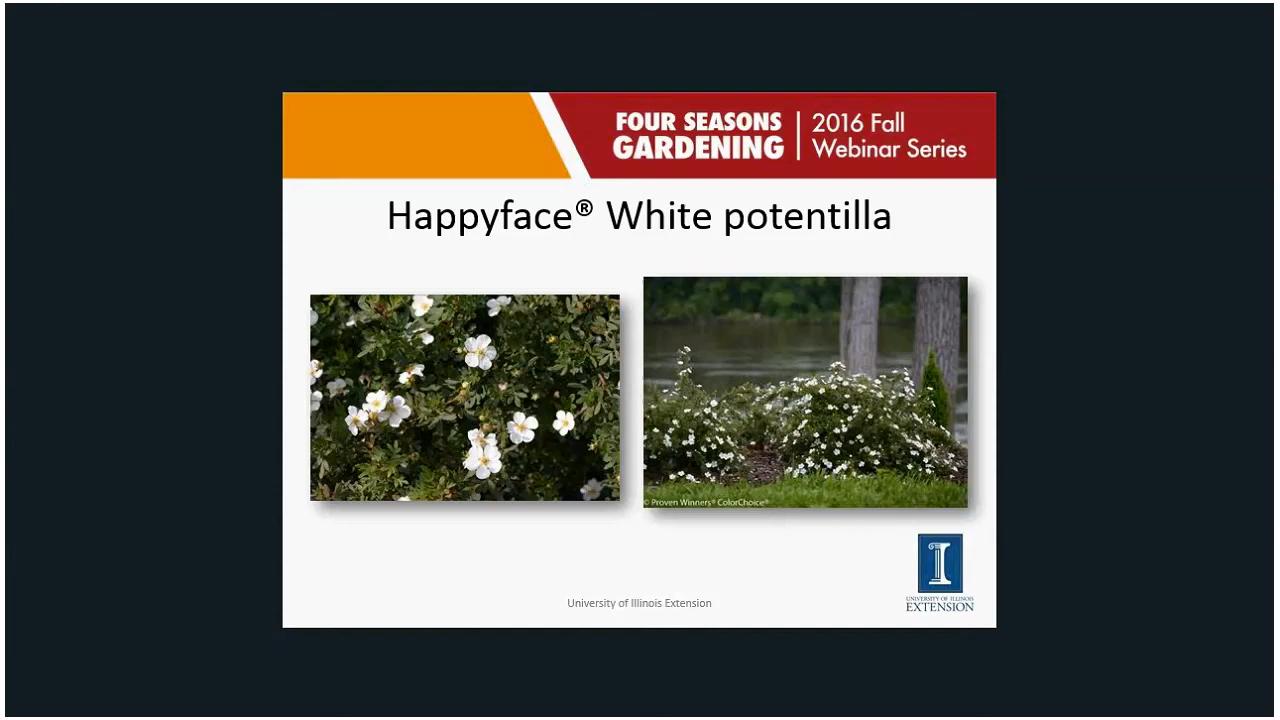 FOUR SEASONS
GARDENING
2016 Fall
Webinar Series
Happyface® White potentilla
© Proven Winners® ColorChoice®
University of Illinois Extension
I
UNIVERSITY OF ILLINOIS
EXTENSION